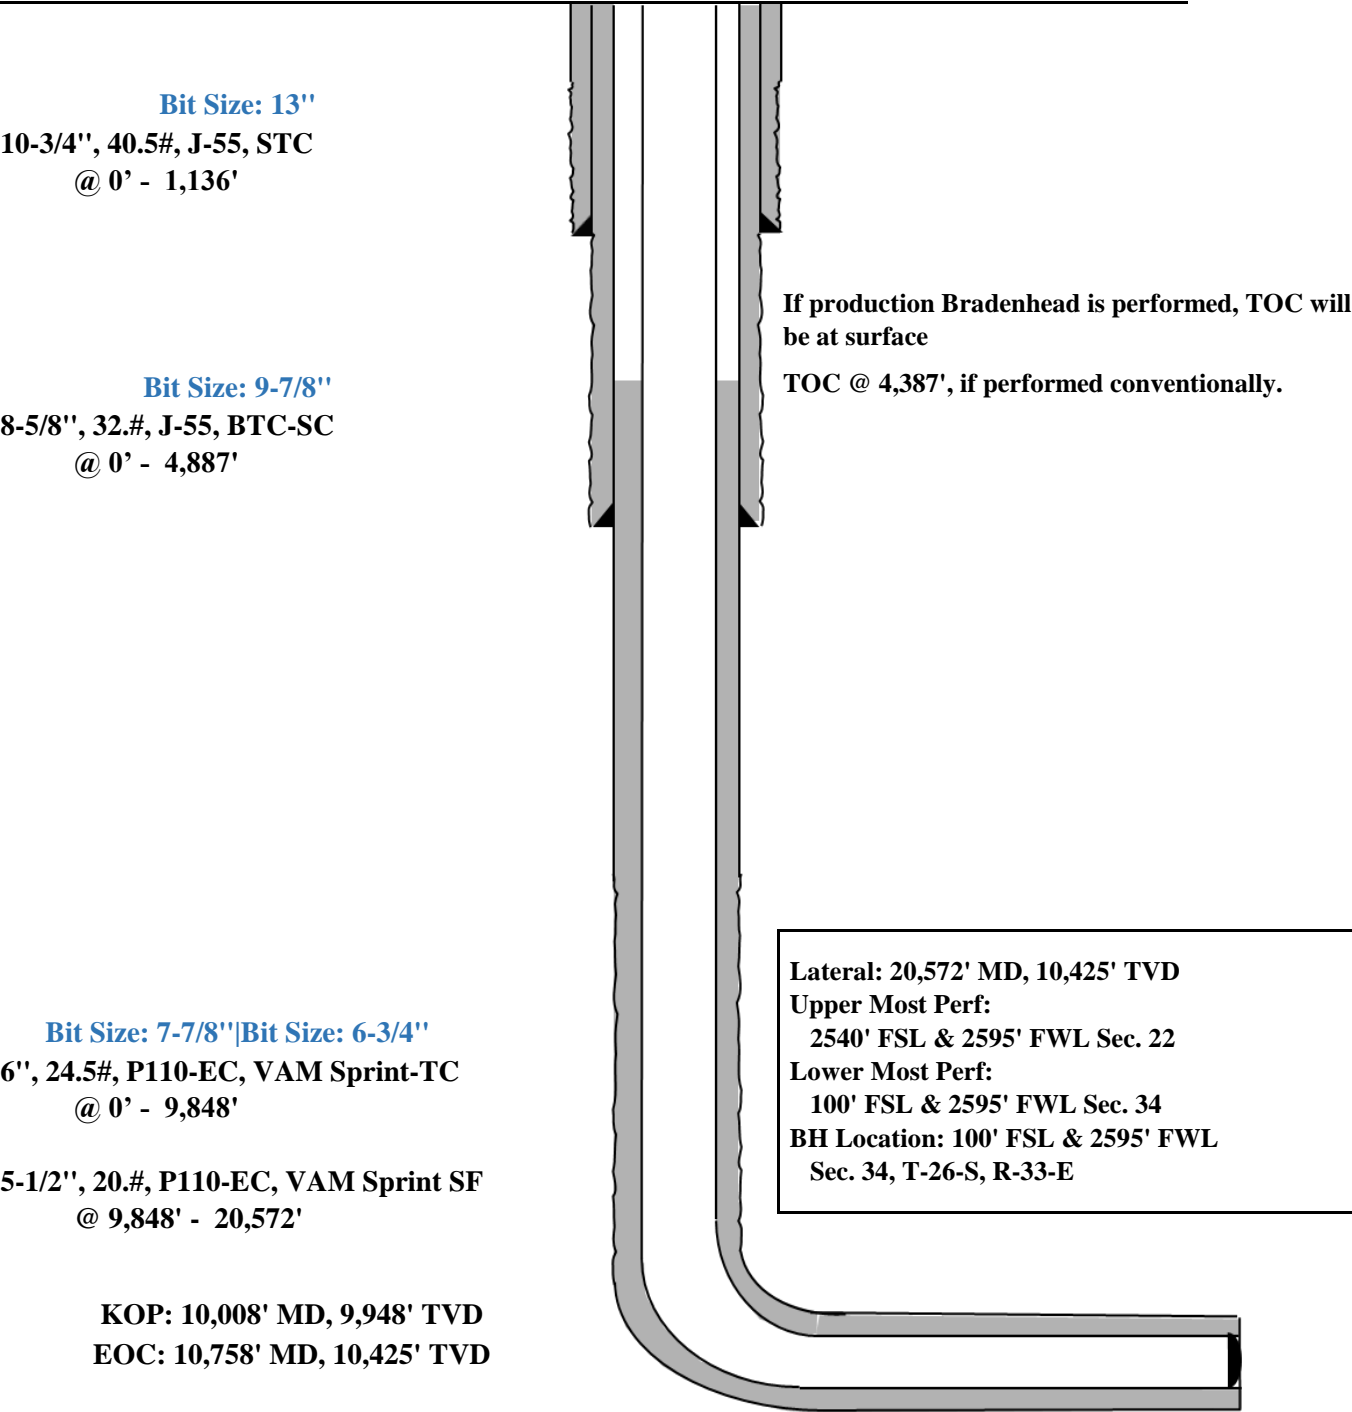 Bit Size: 13''
10-3/4'', 40.5#, J-55, STC
@ 0’ - 1,136'
If production Bradenhead is performed, TOC will
be at surface
TOC @ 4,387', if performed conventionally.
Bit Size: 9-7/8''
8-5/8'', 32.#, J-55, BTC-SC
@ 0’ - 4,887'
Lateral: 20,572' MD, 10,425' TVD
Upper Most Perf:
2540' FSL & 2595' FWL Sec. 22
Lower Most Perf:
100' FSL & 2595' FWL Sec. 34
BH Location: 100' FSL & 2595' FWL
Sec. 34, T-26-S, R-33-E
Bit Size: 7-7/8''|Bit Size: 6-3/4''
6'', 24.5#, P110-EC, VAM Sprint-TC
@ 0’ - 9,848'
5-1/2'', 20.#, P110-EC, VAM Sprint SF
@ 9,848' - 20,572'
KOP: 10,008' MD, 9,948' TVD
EOC: 10,758' MD, 10,425' TVD